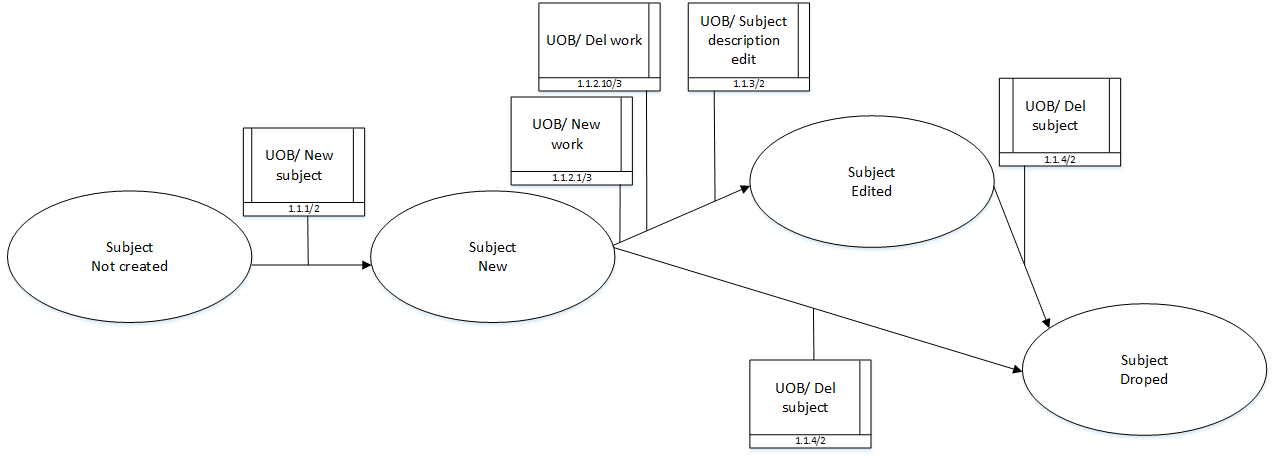 UOB/ Del work
1.1.2.10/3
UOB/ Subject
description
edit
1.1.3/2
UOB/ New
work
1.1.2.1/3
UOB/ Del
subject
1.1.4/2
UOB/ New
subject
1.1.1/2
Subject
Edited
Subject
Not created
Subject
New
Subject
Droped
UOB/ Del
subject
1.1.4/2